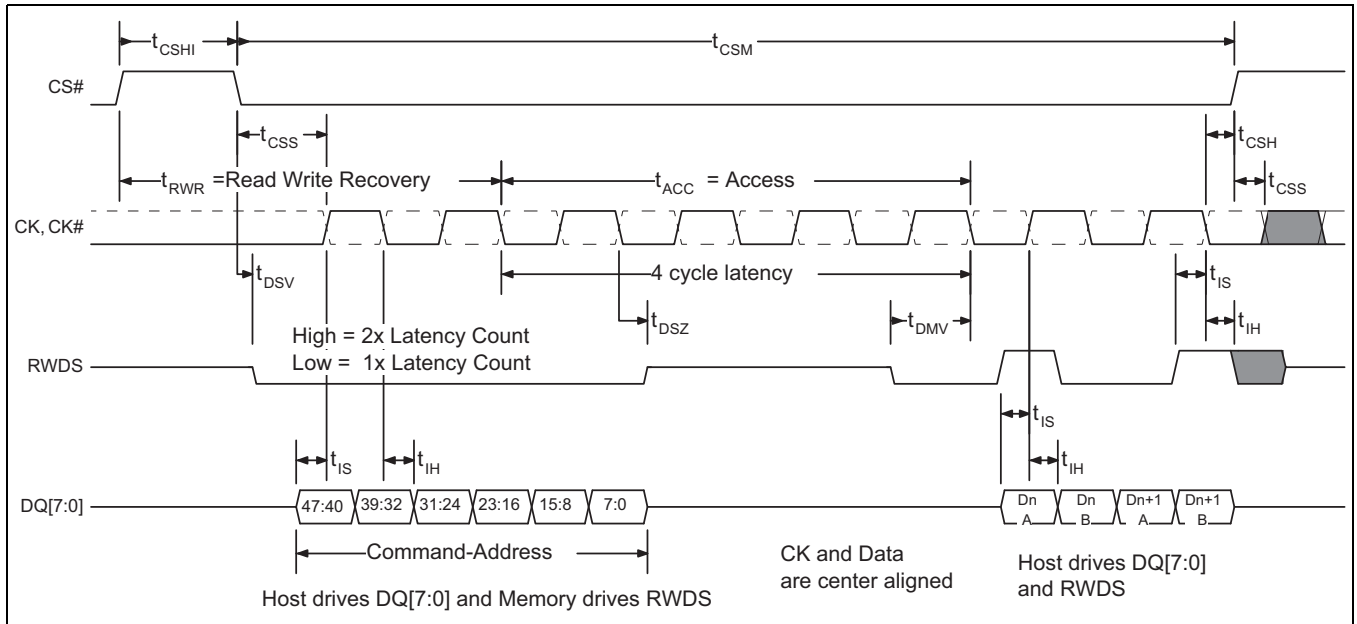 tCSHI
tCSM
CS#
tCSS
tCSH
tRWR =Read Write Recovery
tACC = Access
tCSS
CK, CK#
tDSV
4 cycle latency
tIS
High = 2x Latency Count
Low = 1x Latency Count
tDSZ
tDMV
tIH
RWDS
tIS
tIS
tIH
tIH
DQ[7:0]
47:40 39:32 31:24 23:16 15:8 7:0
Dn Dn Dn+1 Dn+1
A B A B
Command-Address
CK and Data
are center aligned
Host drives DQ[7:0]
and RWDS
Host drives DQ[7:0] and Memory drives RWDS